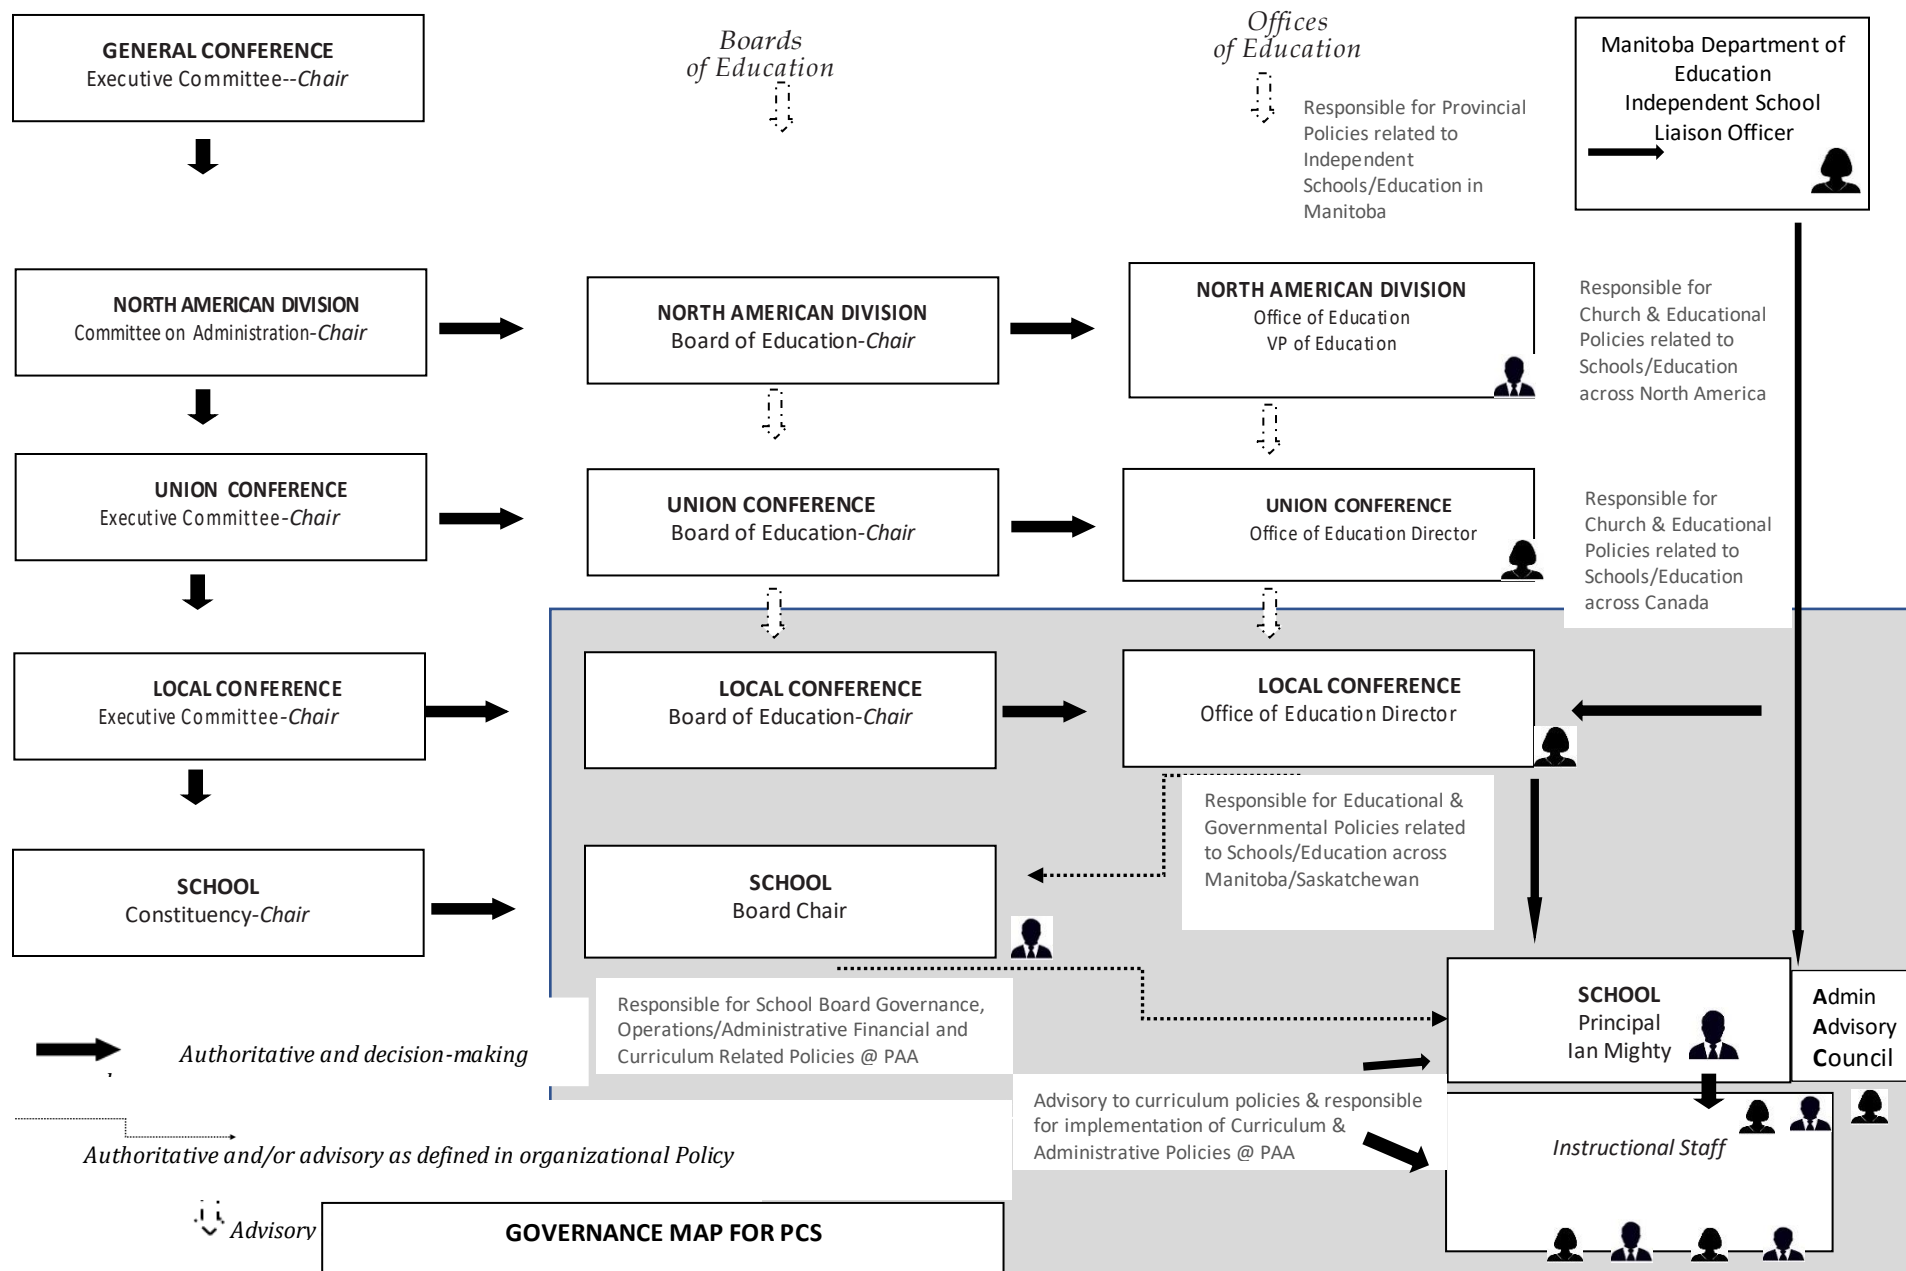 GENERAL CONFERENCE
Executive Committee--Chair
Boards
of Education
Offices
of Education
Responsible for Provincial
Policies related to
Independent
Schools/Education in
Manitoba
Manitoba Department of
Education
Independent School
Liaison Officer
NORTH AMERICAN DIVISION
Committee on Administration-Chair
NORTH AMERICAN DIVISION
Board of Education-Chair
NORTH AMERICAN DIVISION
Office of Education
VP of Education
Responsible for
Church & Educational
Policies related to
Schools/Education
across North America
UNION CONFERENCE
Executive Committee-Chair
UNION CONFERENCE
Board of Education-Chair
UNION CONFERENCE
Office of Education Director
Responsible for
Church & Educational
Policies related to
Schools/Education
across Canada
LOCAL CONFERENCE
Executive Committee-Chair
LOCAL CONFERENCE
Board of Education-Chair
LOCAL CONFERENCE
Office of Education Director
Responsible for Educational &
Governmental Policies related
to Schools/Education across
Manitoba/Saskatchewan
SCHOOL
Constituency-Chair
SCHOOL
Board Chair
Responsible for School Board Governance,
Operations/Administrative Financial and
Curriculum Related Policies @ PAA
SCHOOL
Principal
Ian Mighty
Admin
Advisory
Council
Authoritative and decision-making
Advisory to curriculum policies & responsible
for implementation of Curriculum &
Administrative Policies @ PAA
Instructional Staff
Authoritative and/or advisory as defined in organizational Policy
Advisory
GOVERNANCE MAP FOR PCS